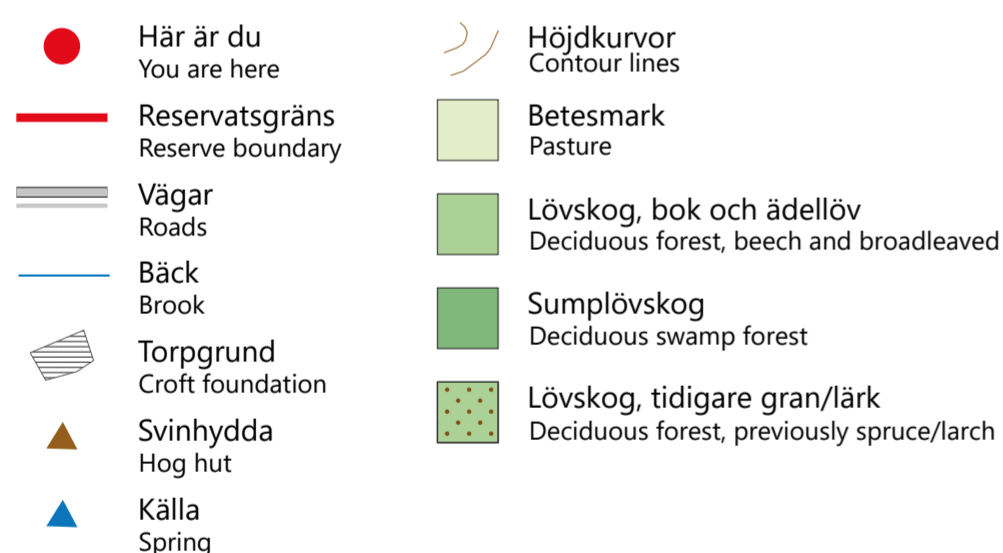 Här är du
You are here
Reservatsgräns
Reserve boundary
Vägar
Roads
Bäck
Brook
Torpgrund
Croft foundation
Svinhydda
Hog hut
Källa
Spring
Höjdkurvor
Contour lines
Betesmark
Pasture
Lövskog, bok och ädellöv
Deciduous forest, beech and broadleaved
Sumplövskog
Deciduous swamp forest
Lövskog, tidigare gran/lärk
Deciduous forest, previously spruce/larch